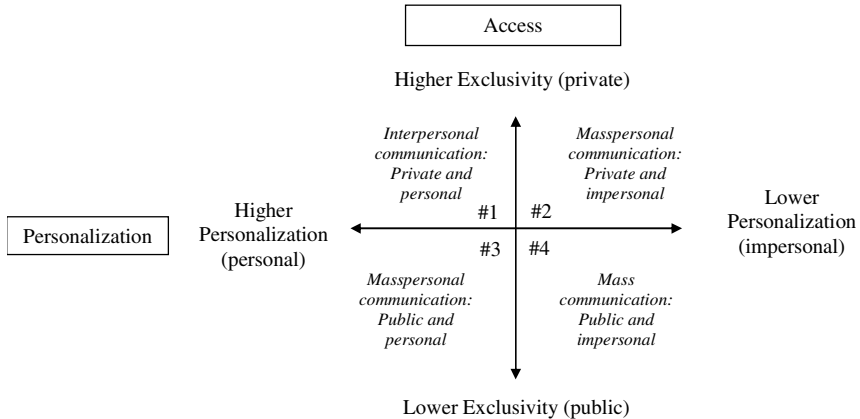 Access
Higher Exclusivity (private)
Interpersonal
communication:
Private and
personal
Masspersonal
communication:
Private and
impersonal
#1
#2
Personalization
Higher
Personalization
(personal)
Lower
Personalization
(impersonal)
#3
#4
Masspersonal
communication:
Public and
personal
Mass
communication:
Public and
impersonal
Lower Exclusivity (public)